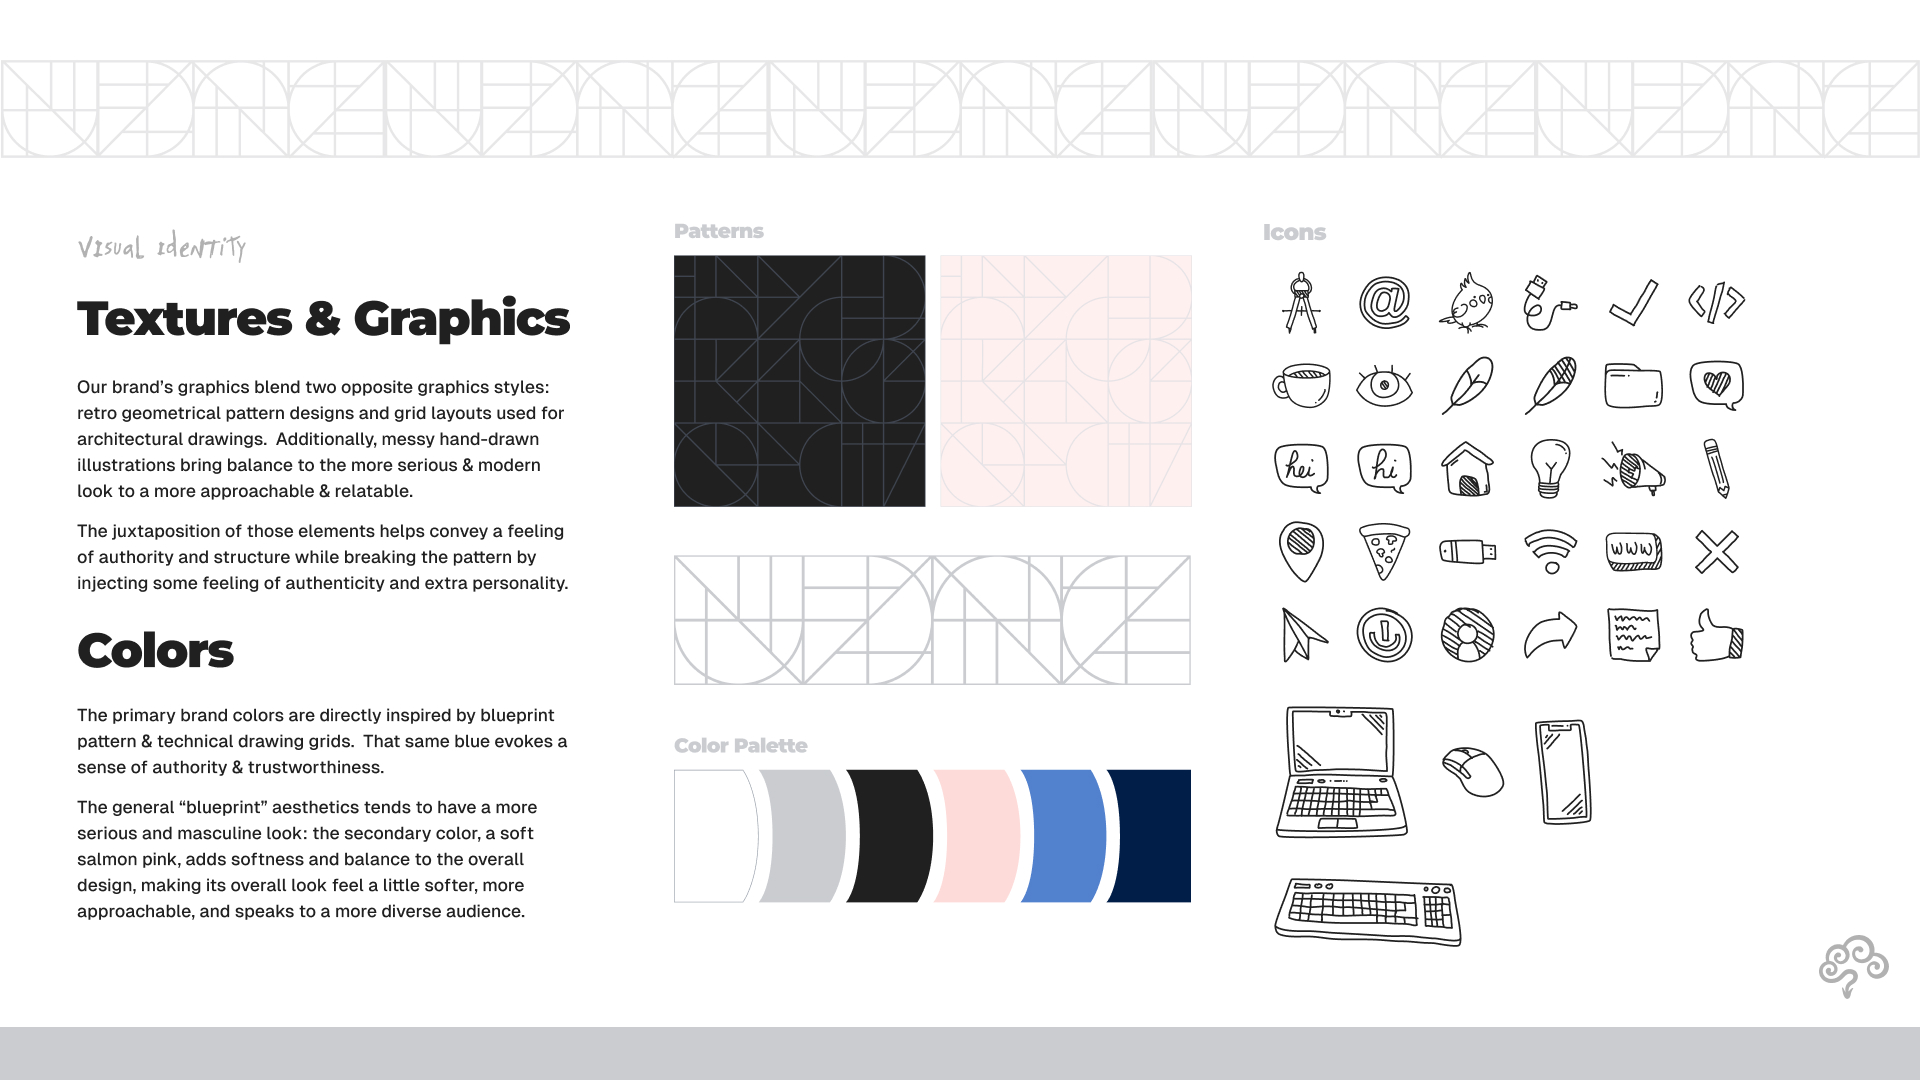 Visual Identity
Textures & Graphics
Our brand’s graphics blend two opposite graphics styles:
retro geometrical pattern designs and grid layouts used for
architectural drawings.  Additionally, messy hand-drawn
illustrations bring balance to the more serious & modern
look to a more approachable & relatable.
The juxtaposition of those elements helps convey a feeling
of authority and structure while breaking the pattern by
injecting some feeling of authenticity and extra personality.
Colors
The primary brand colors are directly inspired by blueprint
pattern & technical drawing grids.  That same blue evokes a
sense of authority & trustworthiness.
The general “blueprint” aesthetics tends to have a more
serious and masculine look: the secondary color, a soft
salmon pink, adds softness and balance to the overall
design, making its overall look feel a little softer, more
approachable, and speaks to a more diverse audience.
Patterns
Color Palette
Icons
@
</>
hei
hi
www